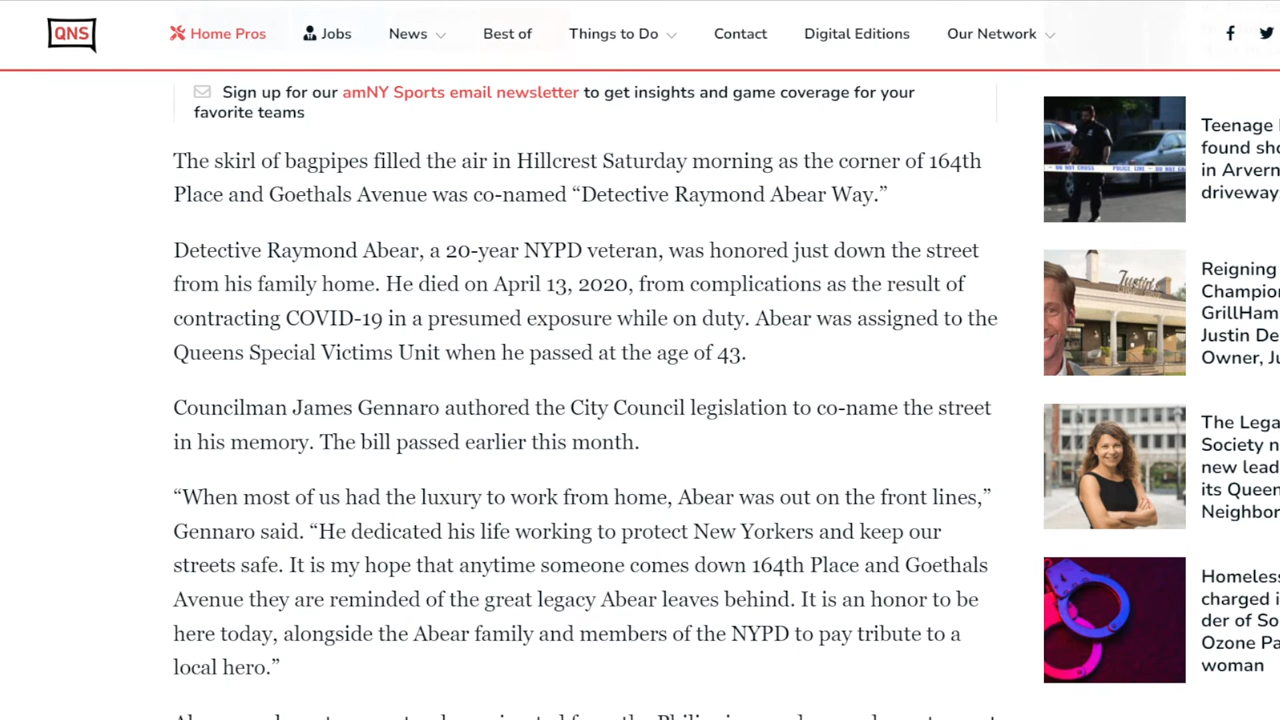 QNS
Home Pros
Jobs
News
Best of
Things to Do
Contact
Digital Editions
Our Network
Sign up for our amNY Sports email newsletter to get insights and game coverage for your
favorite teams
The skirl of bagpipes filled the air in Hillcrest Saturday morning as the corner of 164th
Place and Goethals Avenue was co-named “Detective Raymond Abear Way.”
Detective Raymond Abear, a 20-year NYPD veteran, was honored just down the street
from his family home. He died on April 13, 2020, from complications as the result of
contracting COVID-19 in a presumed exposure while on duty. Abear was assigned to the
Queens Special Victims Unit when he passed at the age of 43.
Councilman James Gennaro authored the City Council legislation to co-name the street
in his memory. The bill passed earlier this month.
“When most of us had the luxury to work from home, Abear was out on the front lines,”
Gennaro said. “He dedicated his life working to protect New Yorkers and keep our
streets safe. It is my hope that anytime someone comes down 164th Place and Goethals
Avenue they are reminded of the great legacy Abear leaves behind. It is an honor to be
here today, alongside the Abear family and members of the NYPD to pay tribute to a
local hero.”
Teenage
found sho
in Arvern
driveway
Reigning
Champion
GrillHam
Justin De
Owner, Ju
The Lega
Society n
new lead
its Queen
Neighbor
Homeless
charged i
der of So
Ozone Pa
woman